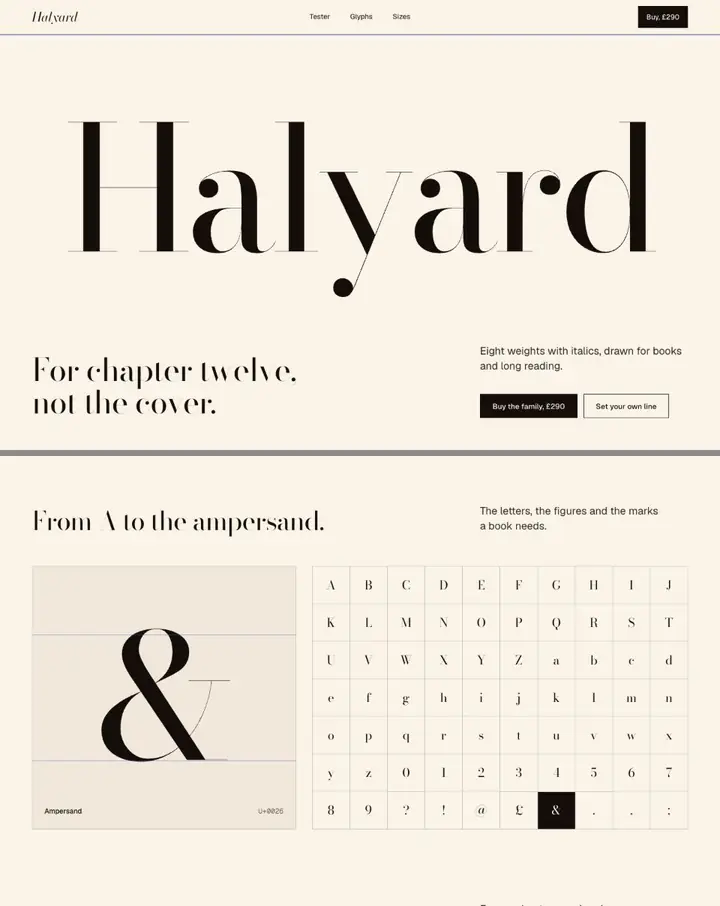 Halyard
Tester Glyphs Sizes
Buy, £290
Halyard
For chapter twelve,
not the cover.
Eight weights with italics, drawn for books
and long reading.
Buy the family, £290
Set your own line
From A to the ampersand.
The letters, the figures and the marks
a book needs.
&
Ampersand
U+0026
A B C D E F G H I J
K L M N O P Q R S T
U V W X Y Z a b c d
e f g h i j k l m n
o p q r s t u v w x
y z 0 1 2 3 4 5 6 7
8 9 ? ! @ £ & . . :